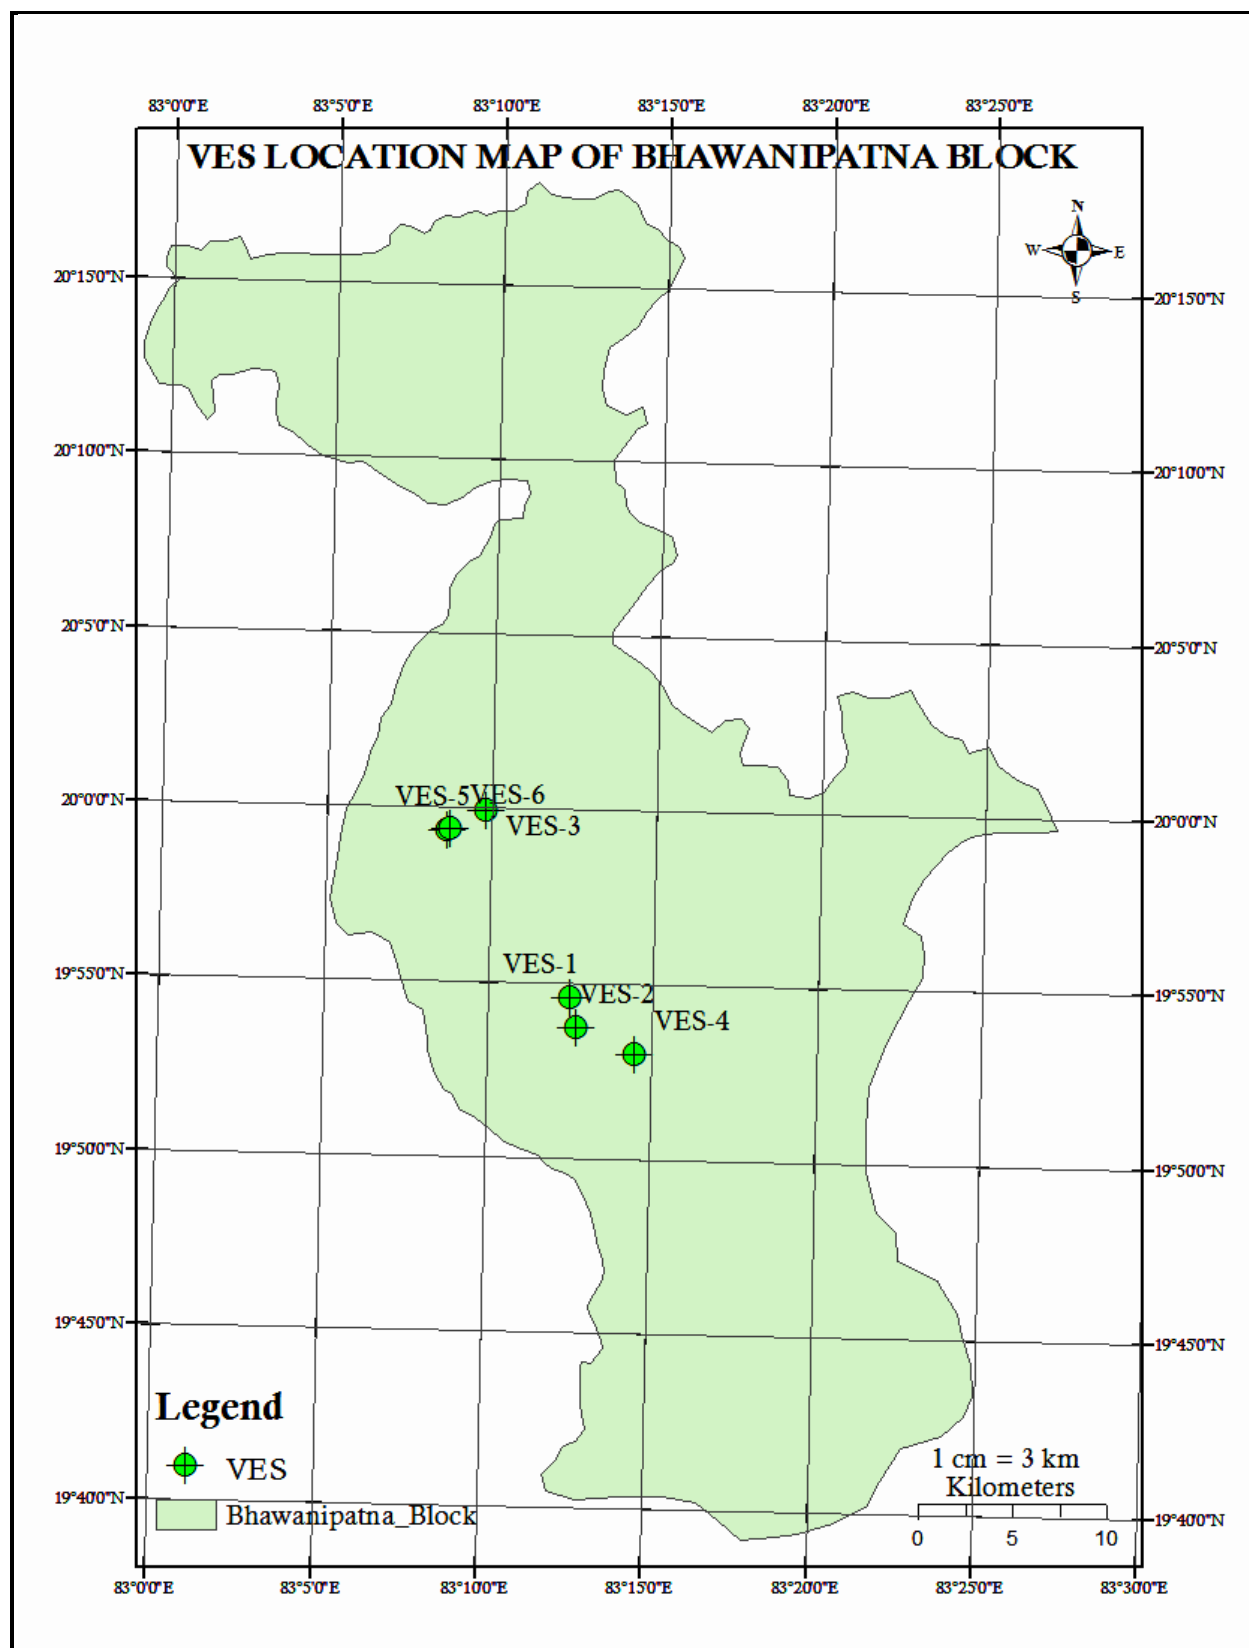 83°0'0"E 83°5'0"E 83°10'0"E 83°15'0"E 83°20'0"E 83°25'0"E
VES LOCATION MAP OF BHAWANIPATNA BLOCK
N
W E
S
20°15'0"N 20°15'0"N
20°10'0"N 20°10'0"N
20°5'0"N 20°5'0"N
VES-5 VES-6
20°0'0"N 20°0'0"N
VES-3
VES-1
19°55'0"N 19°55'0"N
VES-2
VES-4
19°50'0"N 19°50'0"N
19°45'0"N 19°45'0"N
Legend
VES
1 cm = 3 km
Kilometers
19°40'0"N 19°40'0"N
Bhawanipatna_Block
0 5 10
83°0'0"E 83°5'0"E 83°10'0"E 83°15'0"E 83°20'0"E 83°25'0"E 83°30'0"E